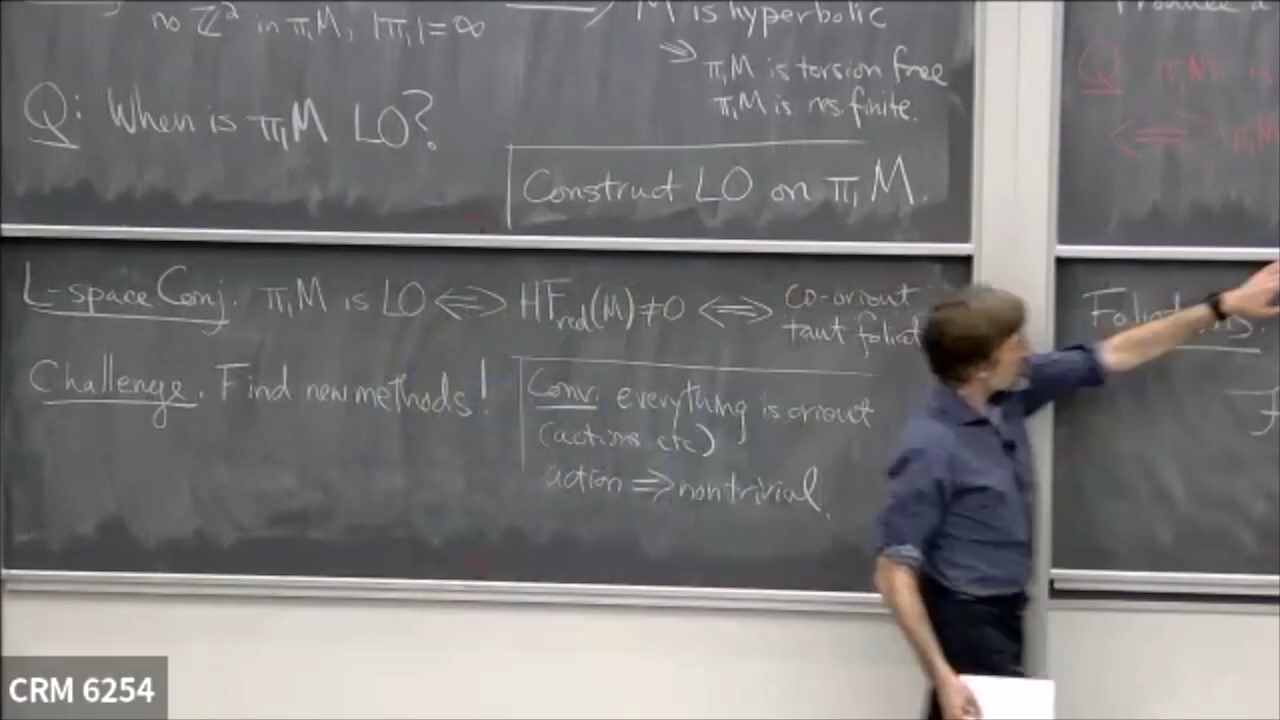 no ℤ² in π₁M, |π₁| = ∞
⟹ M is hyperbolic
⟹ π₁M is torsion free
π₁M is res. finite.
Q: When is π₁M LO?
Construct LO on π₁M.
L-space Conj. π₁M is LO ⟺ HF_red(M) ≠ 0 ⟺ co-orient
taut foliat
Challenge. Find new methods!
Conv: everything is orient
(actions etc)
action ⟹ nontrivial.
Q π₁M is
⟺
CRM 6254